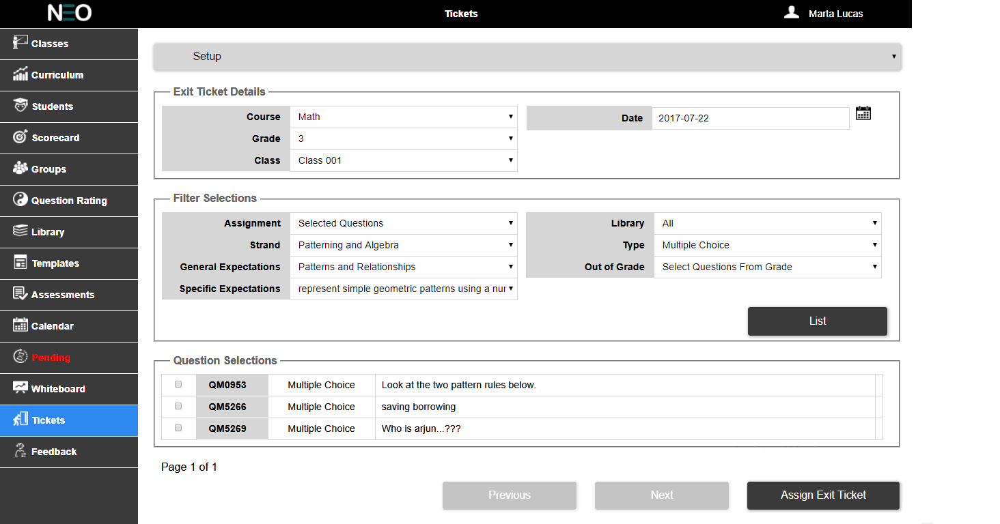 NEO
Tickets
Marta Lucas
Classes
Curriculum
Students
Scorecard
Groups
Question Rating
Library
Templates
Assessments
Calendar
Pending
Whiteboard
Tickets
Feedback
Setup
Exit Ticket Details
Course Math
Date 2017-07-22
Grade 3
Class Class 001
Filter Selections
Assignment Selected Questions
Library All
Strand Patterning and Algebra
Type Multiple Choice
General Expectations Patterns and Relationships
Out of Grade Select Questions From Grade
Specific Expectations represent simple geometric patterns using a nur
List
Question Selections
QM0953 Multiple Choice Look at the two pattern rules below.
QM5266 Multiple Choice saving borrowing
QM5269 Multiple Choice Who is arjun...???
Page 1 of 1
Previous
Next
Assign Exit Ticket